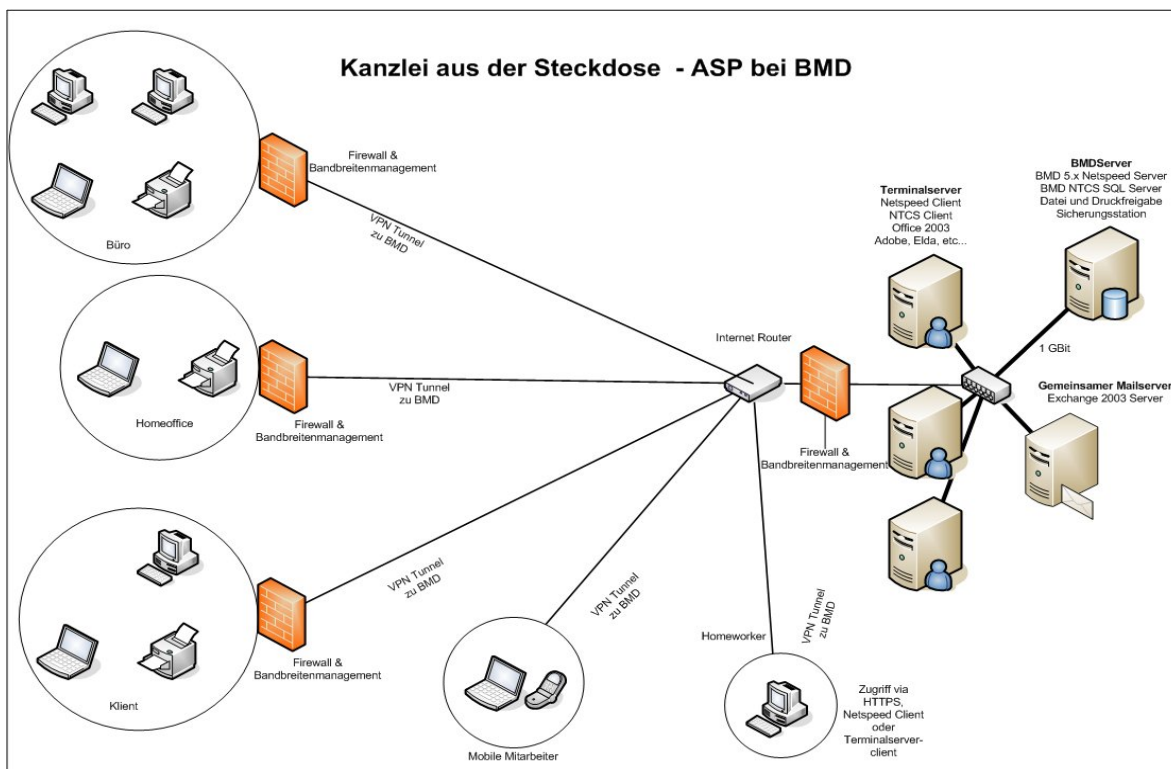 Kanzlei aus der Steckdose - ASP bei BMD
Firewall &
Bandbreitenmanagement
VPN Tunnel
zu BMD
Büro
Terminalserver
Netspeed Client
NTCS Client
Office 2003
Adobe, Elda, etc...
BMDServer
BMD 5.x Netspeed Server
BMD NTCS SQL Server
Datei und Druckfreigabe
Sicherungsstation
Internet Router
1 GBit
Homeoffice
VPN Tunnel
zu BMD
Firewall &
Bandbreitenmanagement
Firewall &
Bandbreitenmanagement
Gemeinsamer Mailserver
Exchange 2003 Server
Klient
Firewall &
Bandbreitenmanagement
VPN Tunnel
zu BMD
VPN Tunnel
zu BMD
Mobile Mitarbeiter
Homeworker
VPN Tunnel
zu BMD
Zugriff via
HTTPS,
Netspeed Client
oder
Terminalserver-
client